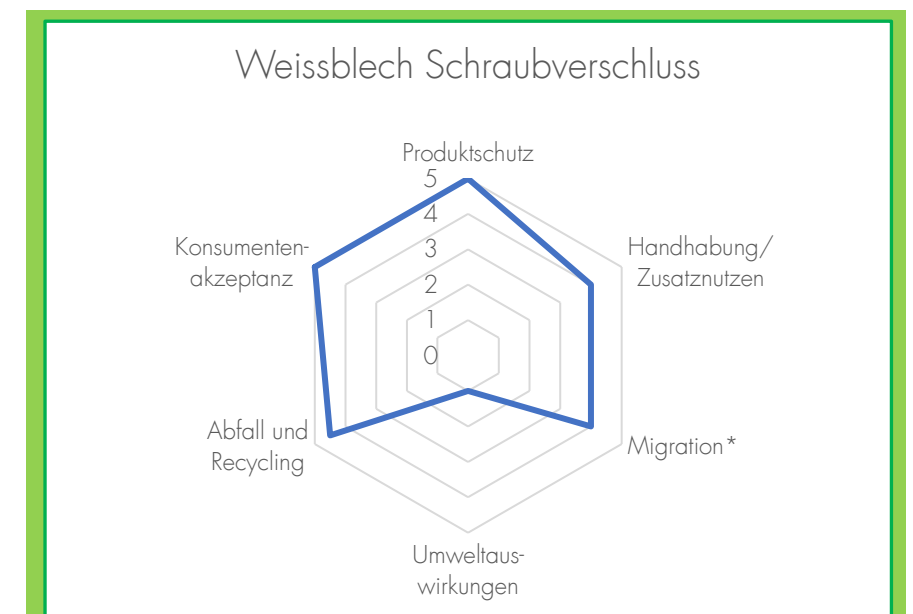 Weissblech Schraubverschluss
Produktschutz
5
4
3
2
1
0
Handhabung/
Zusatznutzen
Migration*
Umweltaus-
wirkungen
Abfall und
Recycling
Konsumenten-
akzeptanz